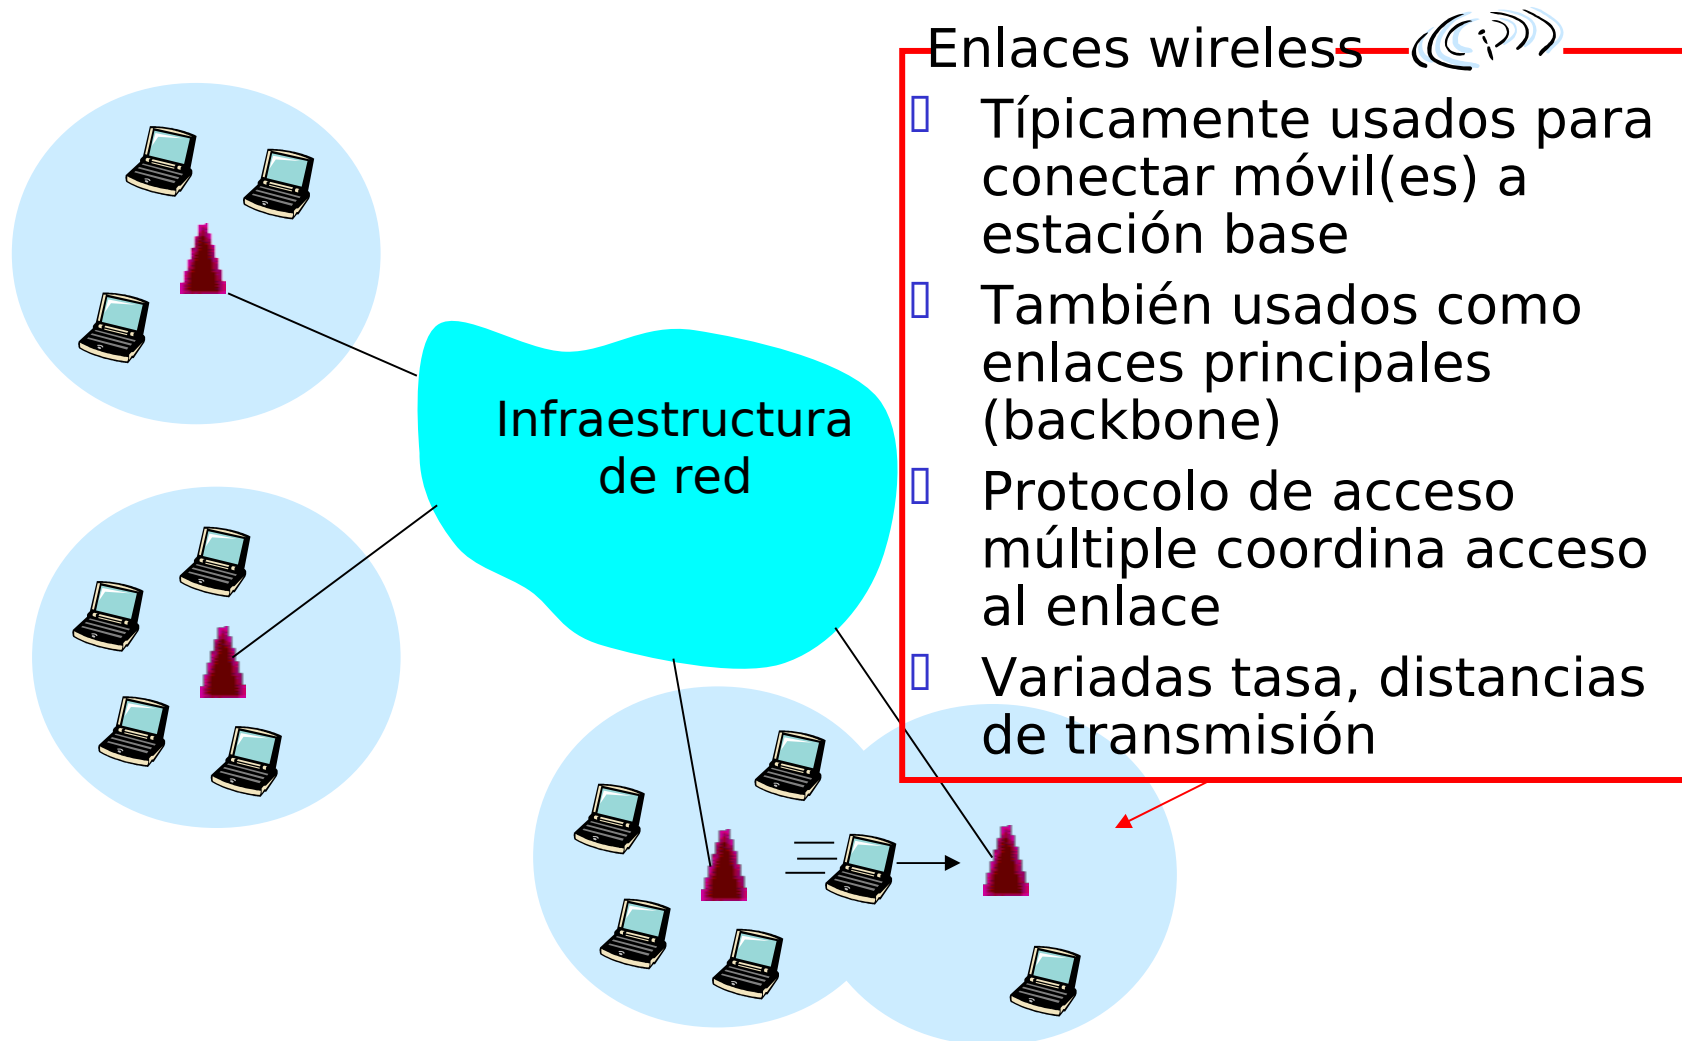 Enlaces wireless
Típicamente usados para
conectar móvil(es) a
estación base
También usados como
enlaces principales
(backbone)
Protocolo de acceso
múltiple coordina acceso
al enlace
Variadas tasa, distancias
de transmisión
Infraestructura
de red